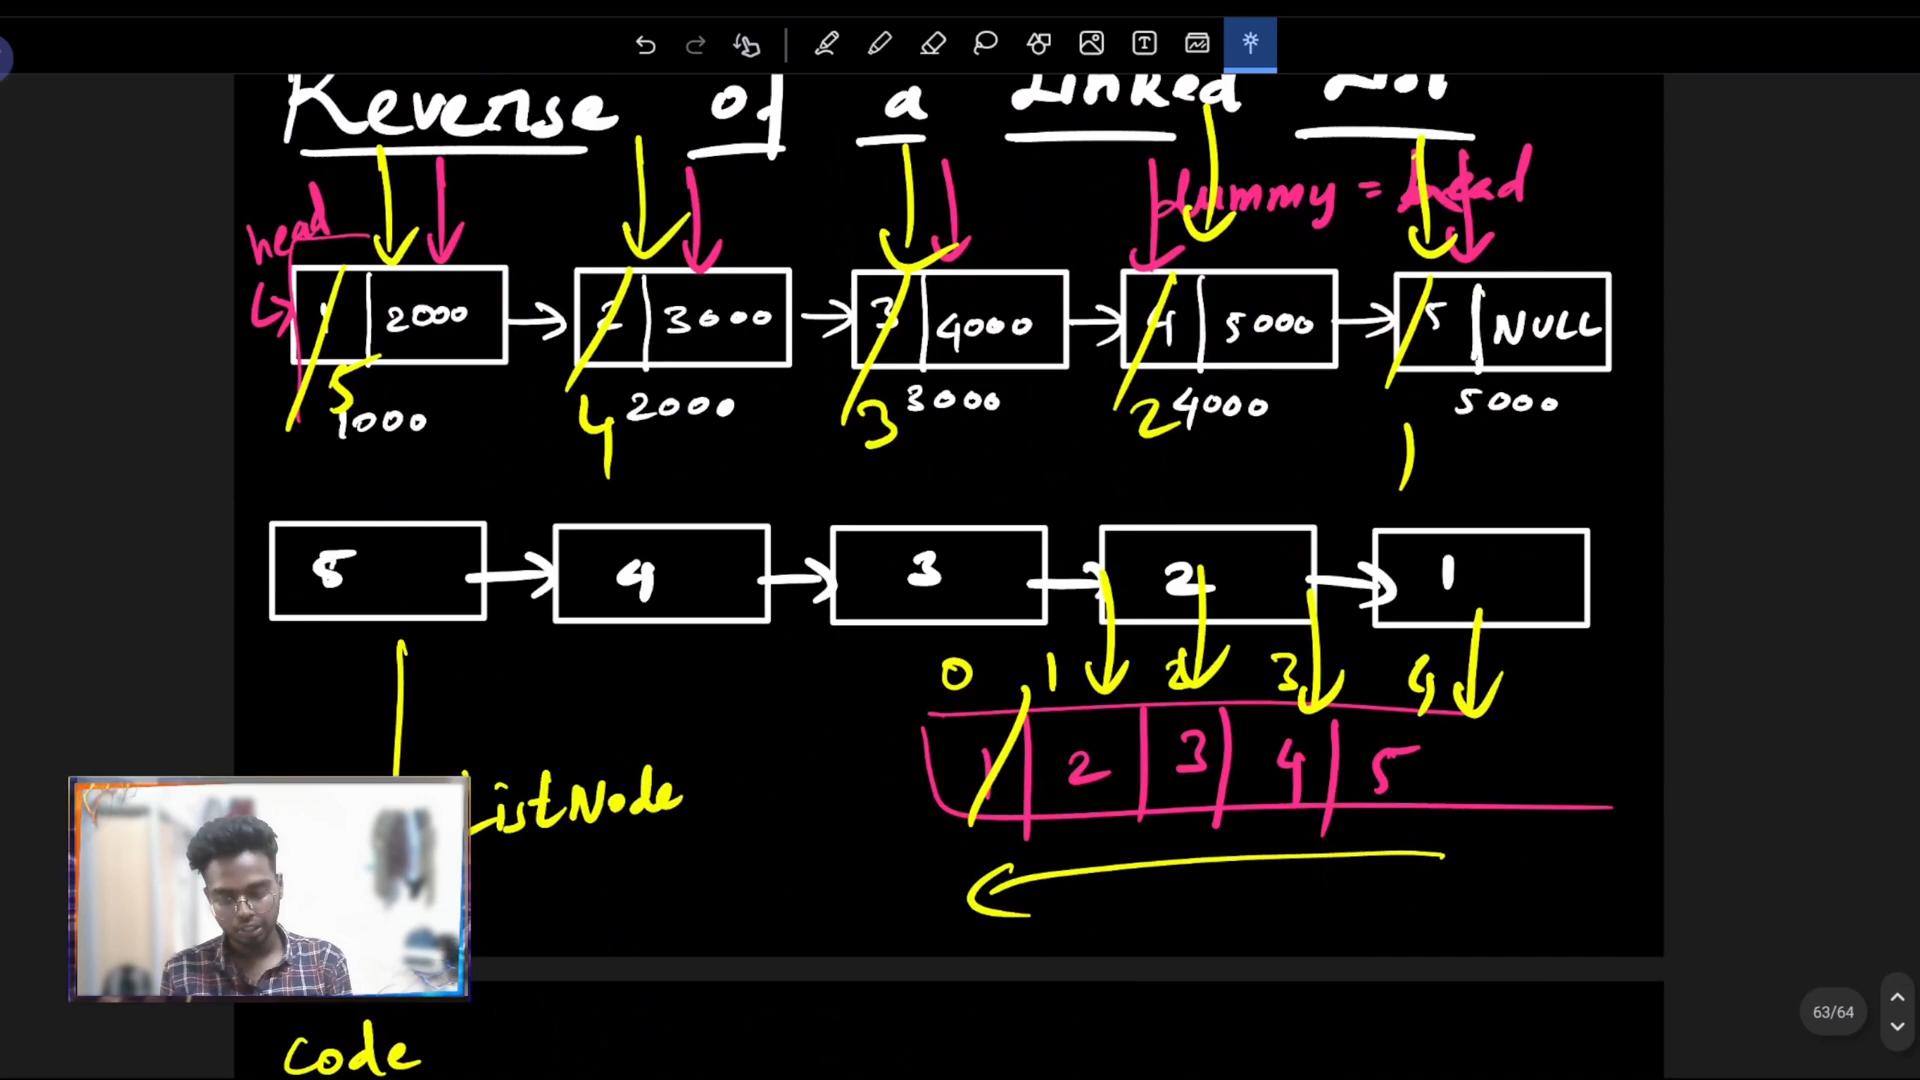 Reverse of a Linked List
dummy = head
head
1 2000 2 3000 3 4000 4 5000 5 NULL
5 4 3 2 1
1000 2000 3000 4000 5000
5 4 3 2 1
0 1 2 3 4
1 2 3 4 5
ListNode
code
63/64